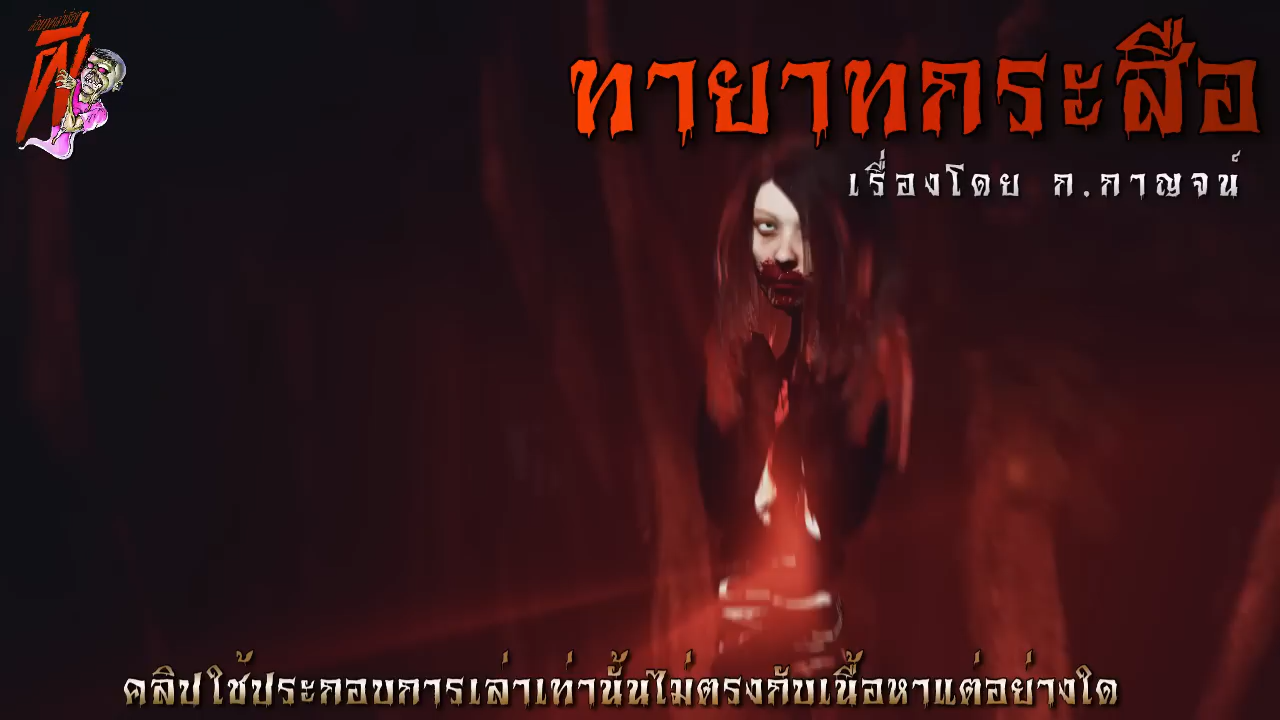 ผี
ทายาทกระสือ
เรื่องโดย ก.กาญจน์
คลิปใช้ประกอบการเล่าเท่านั้นไม่ตรงกับเนื้อหาแต่อย่างใด